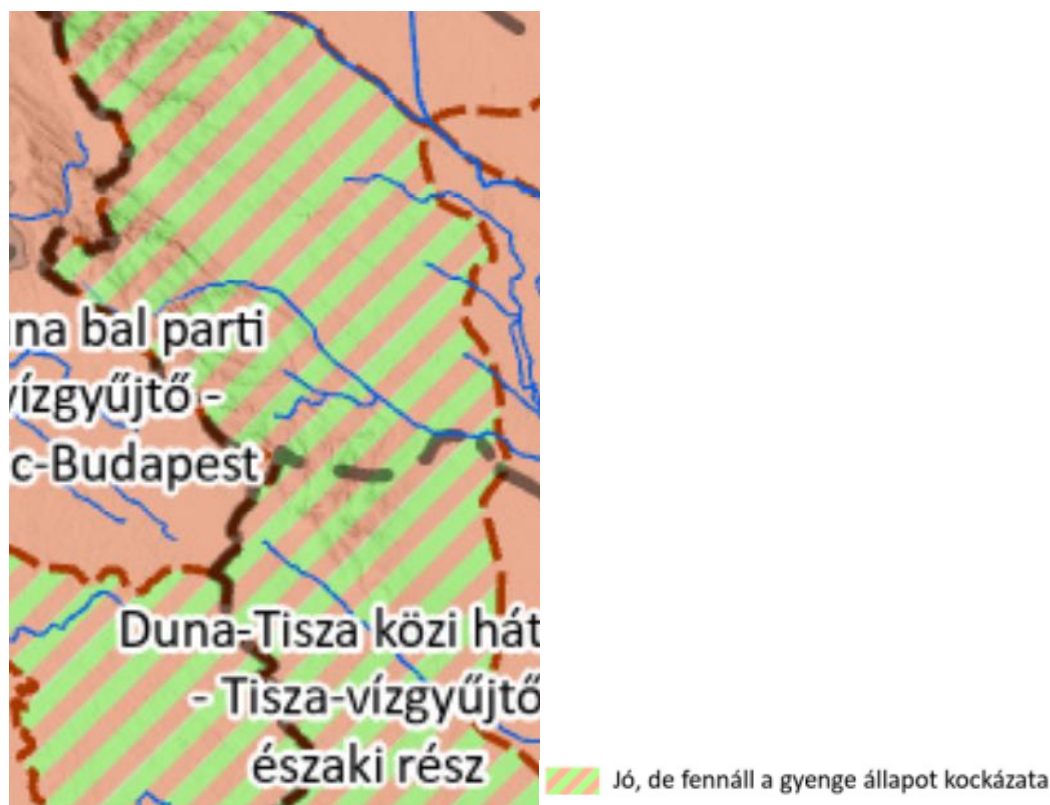 na bal parti
vízgyűjtő -
c-Budapest
Duna-Tisza közi hát
- Tisza-vízgyűjtő
északi rész
Jó, de fennáll a gyenge állapot kockázata